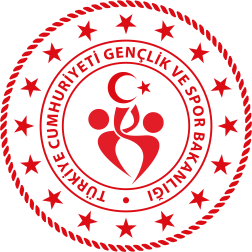 TÜRKİYE CUMHURİYETİ GENÇLİK VE SPOR BAKANLIĞI